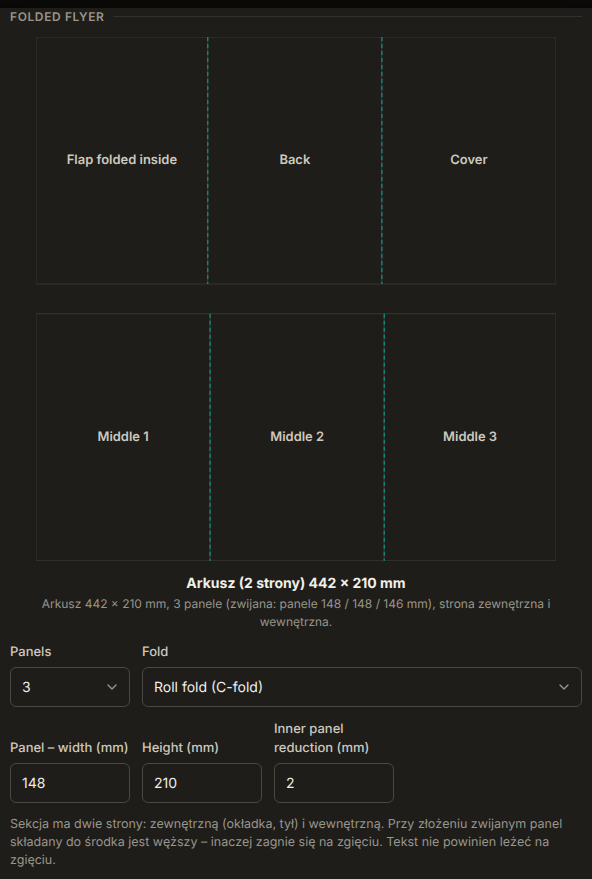 FOLDED FLYER
Flap folded inside
Back
Cover
Middle 1
Middle 2
Middle 3
Arkusz (2 strony) 442 × 210 mm
Arkusz 442 × 210 mm, 3 panele (zwijana: panele 148 / 148 / 146 mm), strona zewnętrzna i
wewnętrzna.
Panels
Fold
3
Roll fold (C-fold)
Panel – width (mm)
Height (mm)
Inner panel
reduction (mm)
148
210
2
Sekcja ma dwie strony: zewnętrzną (okładka, tył) i wewnętrzną. Przy złożeniu zwijanym panel
składany do środka jest węższy – inaczej zagnie się na zgięciu. Tekst nie powinien leżeć na
zgięciu.